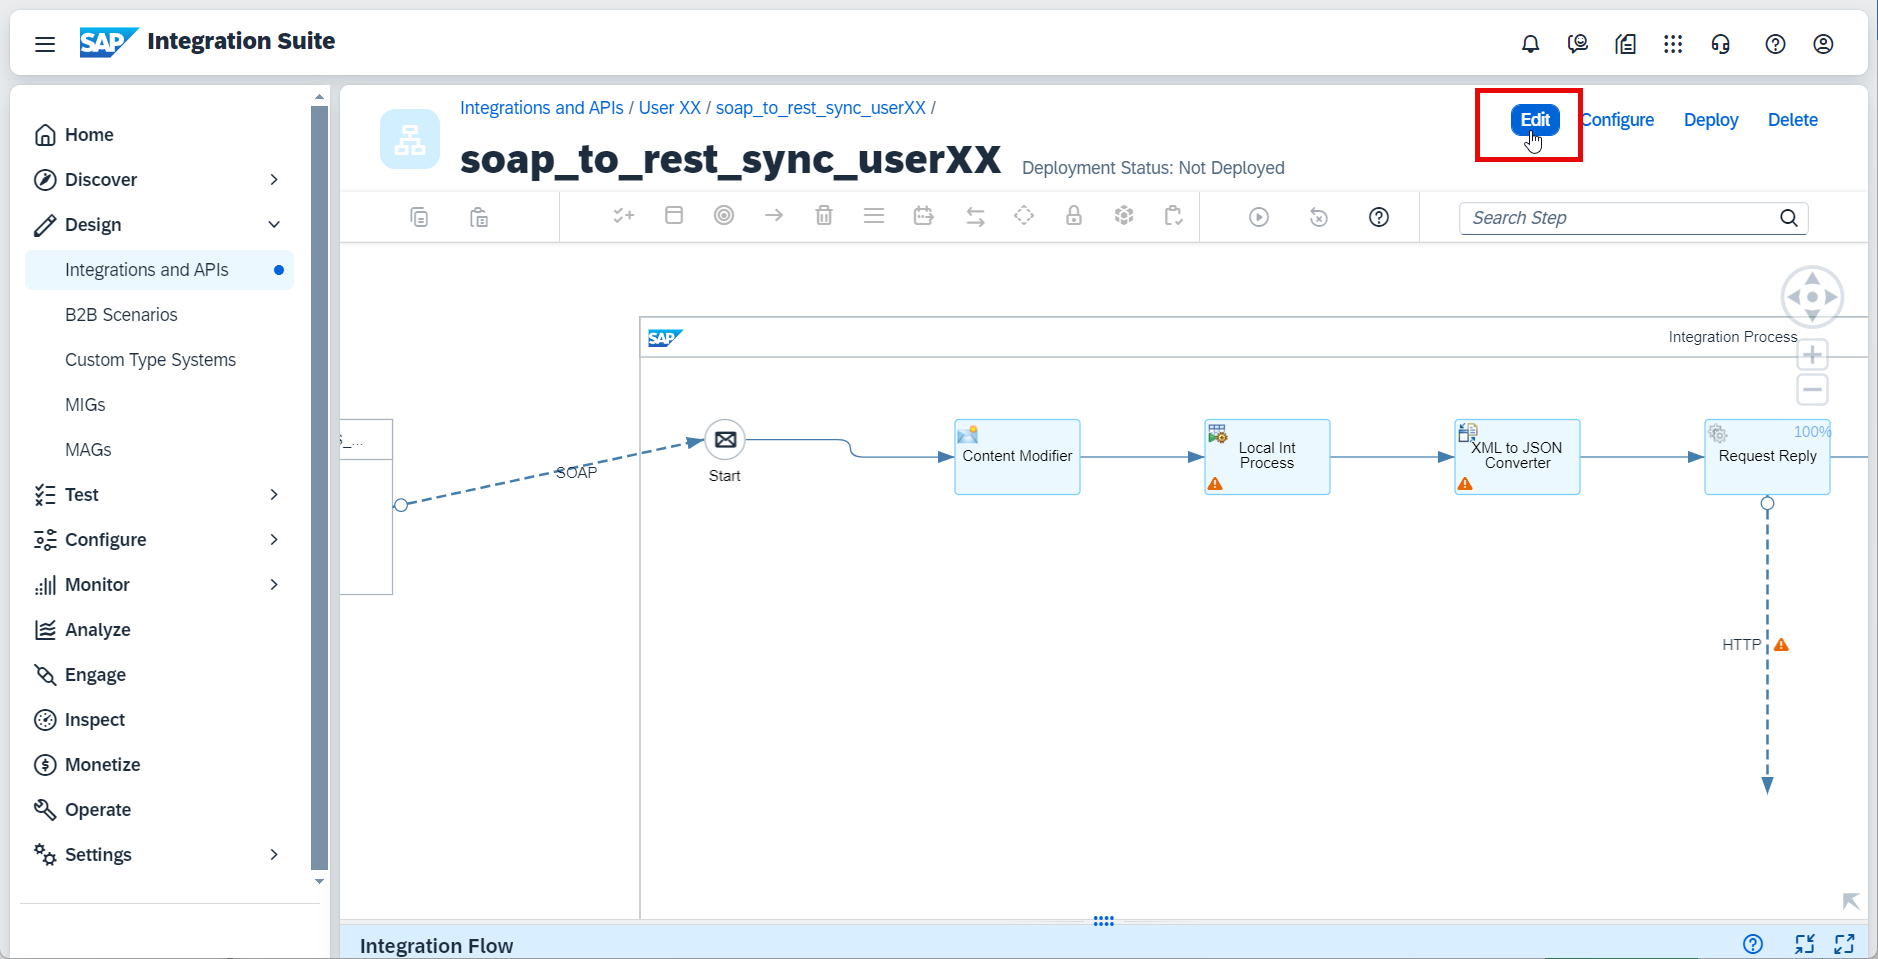 SAP Integration Suite
Home
Discover
Design
Integrations and APIs
B2B Scenarios
Custom Type Systems
MIGs
MAGs
Test
Configure
Monitor
Analyze
Engage
Inspect
Monetize
Operate
Settings
Integrations and APIs / User XX / soap_to_rest_sync_userXX /
soap_to_rest_sync_userXX
Deployment Status: Not Deployed
Edit
Configure
Deploy
Delete
Search Step
SAP
Integration Process
SOAP
Start
Content Modifier
Local Int
Process
XML to JSON
Converter
100%
Request Reply
HTTP
Integration Flow